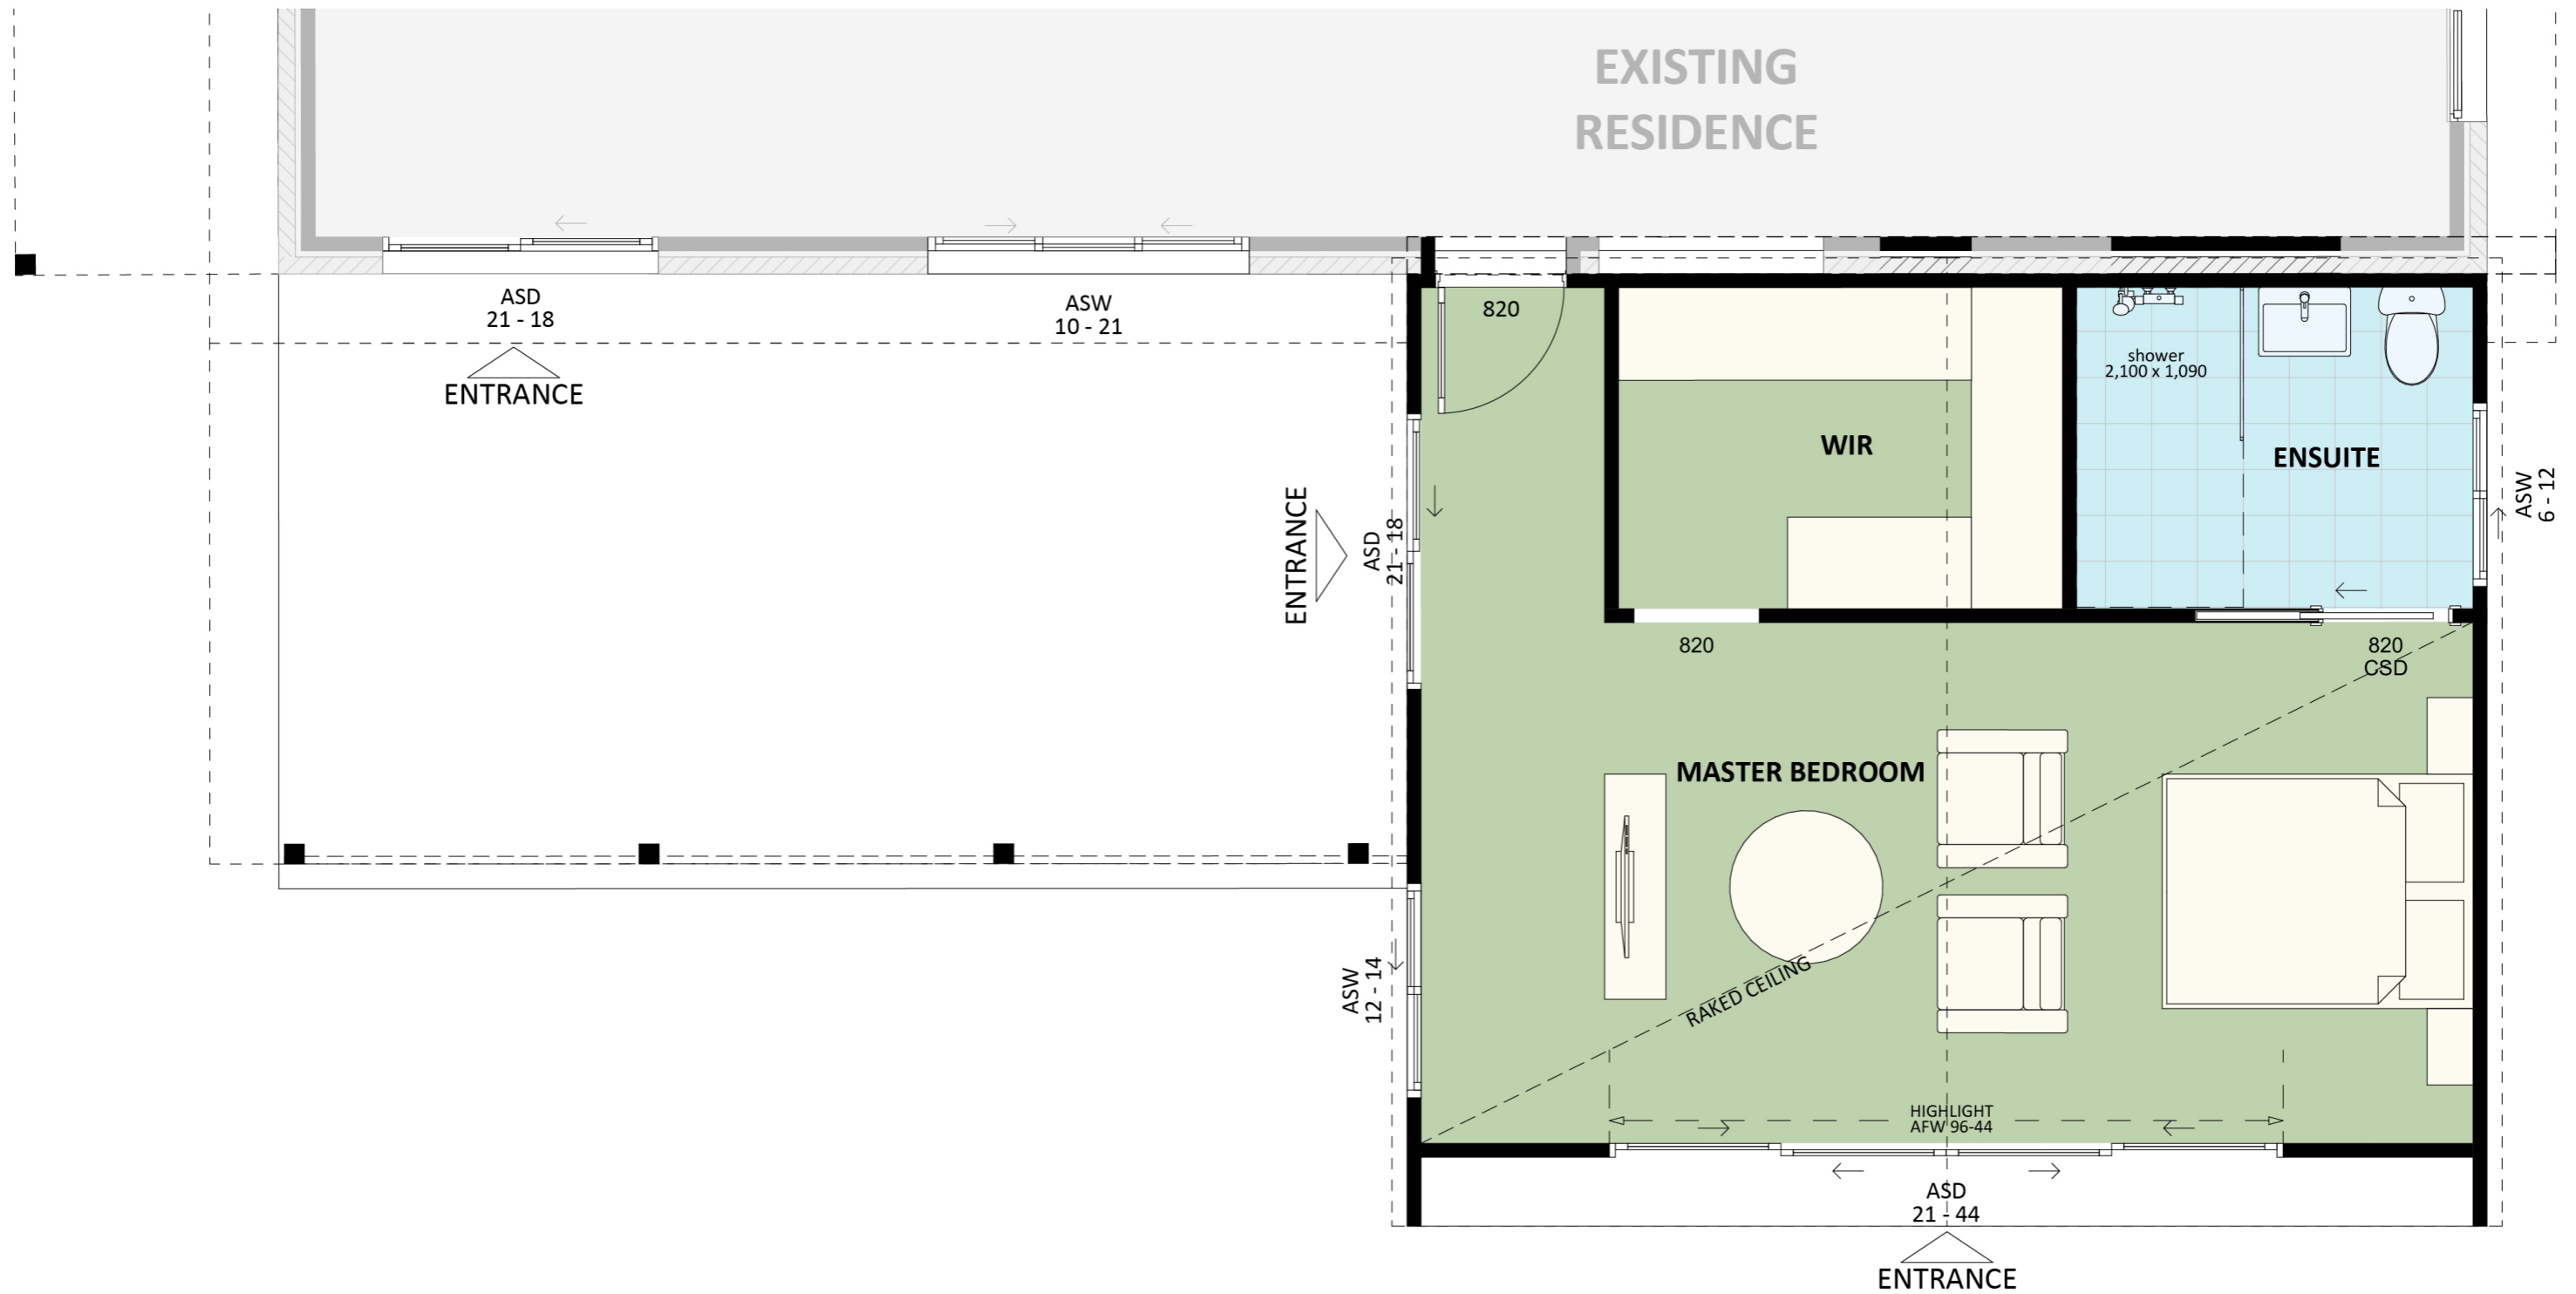 EXISTING
RESIDENCE
ASD
21 - 18
ASW
10 - 21
ENTRANCE
820
shower
2,100 x 1,090
WIR
ENSUITE
ASW
6 - 12
ENTRANCE
ASD
21 - 18
820
820
CSD
MASTER BEDROOM
ASW
12 - 14
RAKED CEILING
HIGHLIGHT
AFW 96-44
ASD
21 - 44
ENTRANCE